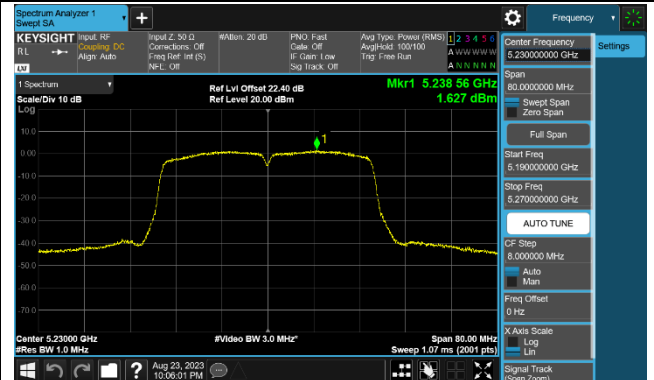 Spectrum Analyzer 1
Swept SA
Frequency
KEYSIGHT
RL
LXI
Input: RF
Coupling: DC
Align: Auto
Input Z: 50 Ω
Corrections: Off
Freq Ref: Int (S)
NFE: Off
#Atten: 20 dB
PNO: Fast
Gate: Off
IF Gain: Low
Sig Track: Off
Avg Type: Power (RMS)
Avg|Hold: 100/100
Trig: Free Run
1 2 3 4 5 6
A W W W W W
A N N N N N
Center Frequency
5.230000000 GHz
Settings
Span
80.0000000 MHz
Swept Span
Zero Span
Full Span
Start Freq
5.190000000 GHz
Stop Freq
5.270000000 GHz
AUTO TUNE
CF Step
8.000000 MHz
Auto
Man
Freq Offset
0 Hz
X Axis Scale
Log
Lin
Signal Track
(Span Zoom)
1 Spectrum
Scale/Div 10 dB
Log
Ref Lvl Offset 22.40 dB
Ref Level 20.00 dBm
Mkr1 5.238 56 GHz
1.627 dBm
1
10.0
0.00
-10.0
-20.0
-30.0
-40.0
-50.0
-60.0
-70.0
Center 5.23000 GHz
#Res BW 1.0 MHz
#Video BW 3.0 MHz*
Span 80.00 MHz
Sweep 1.07 ms (2001 pts)
?
Aug 23, 2023
10:06:01 PM